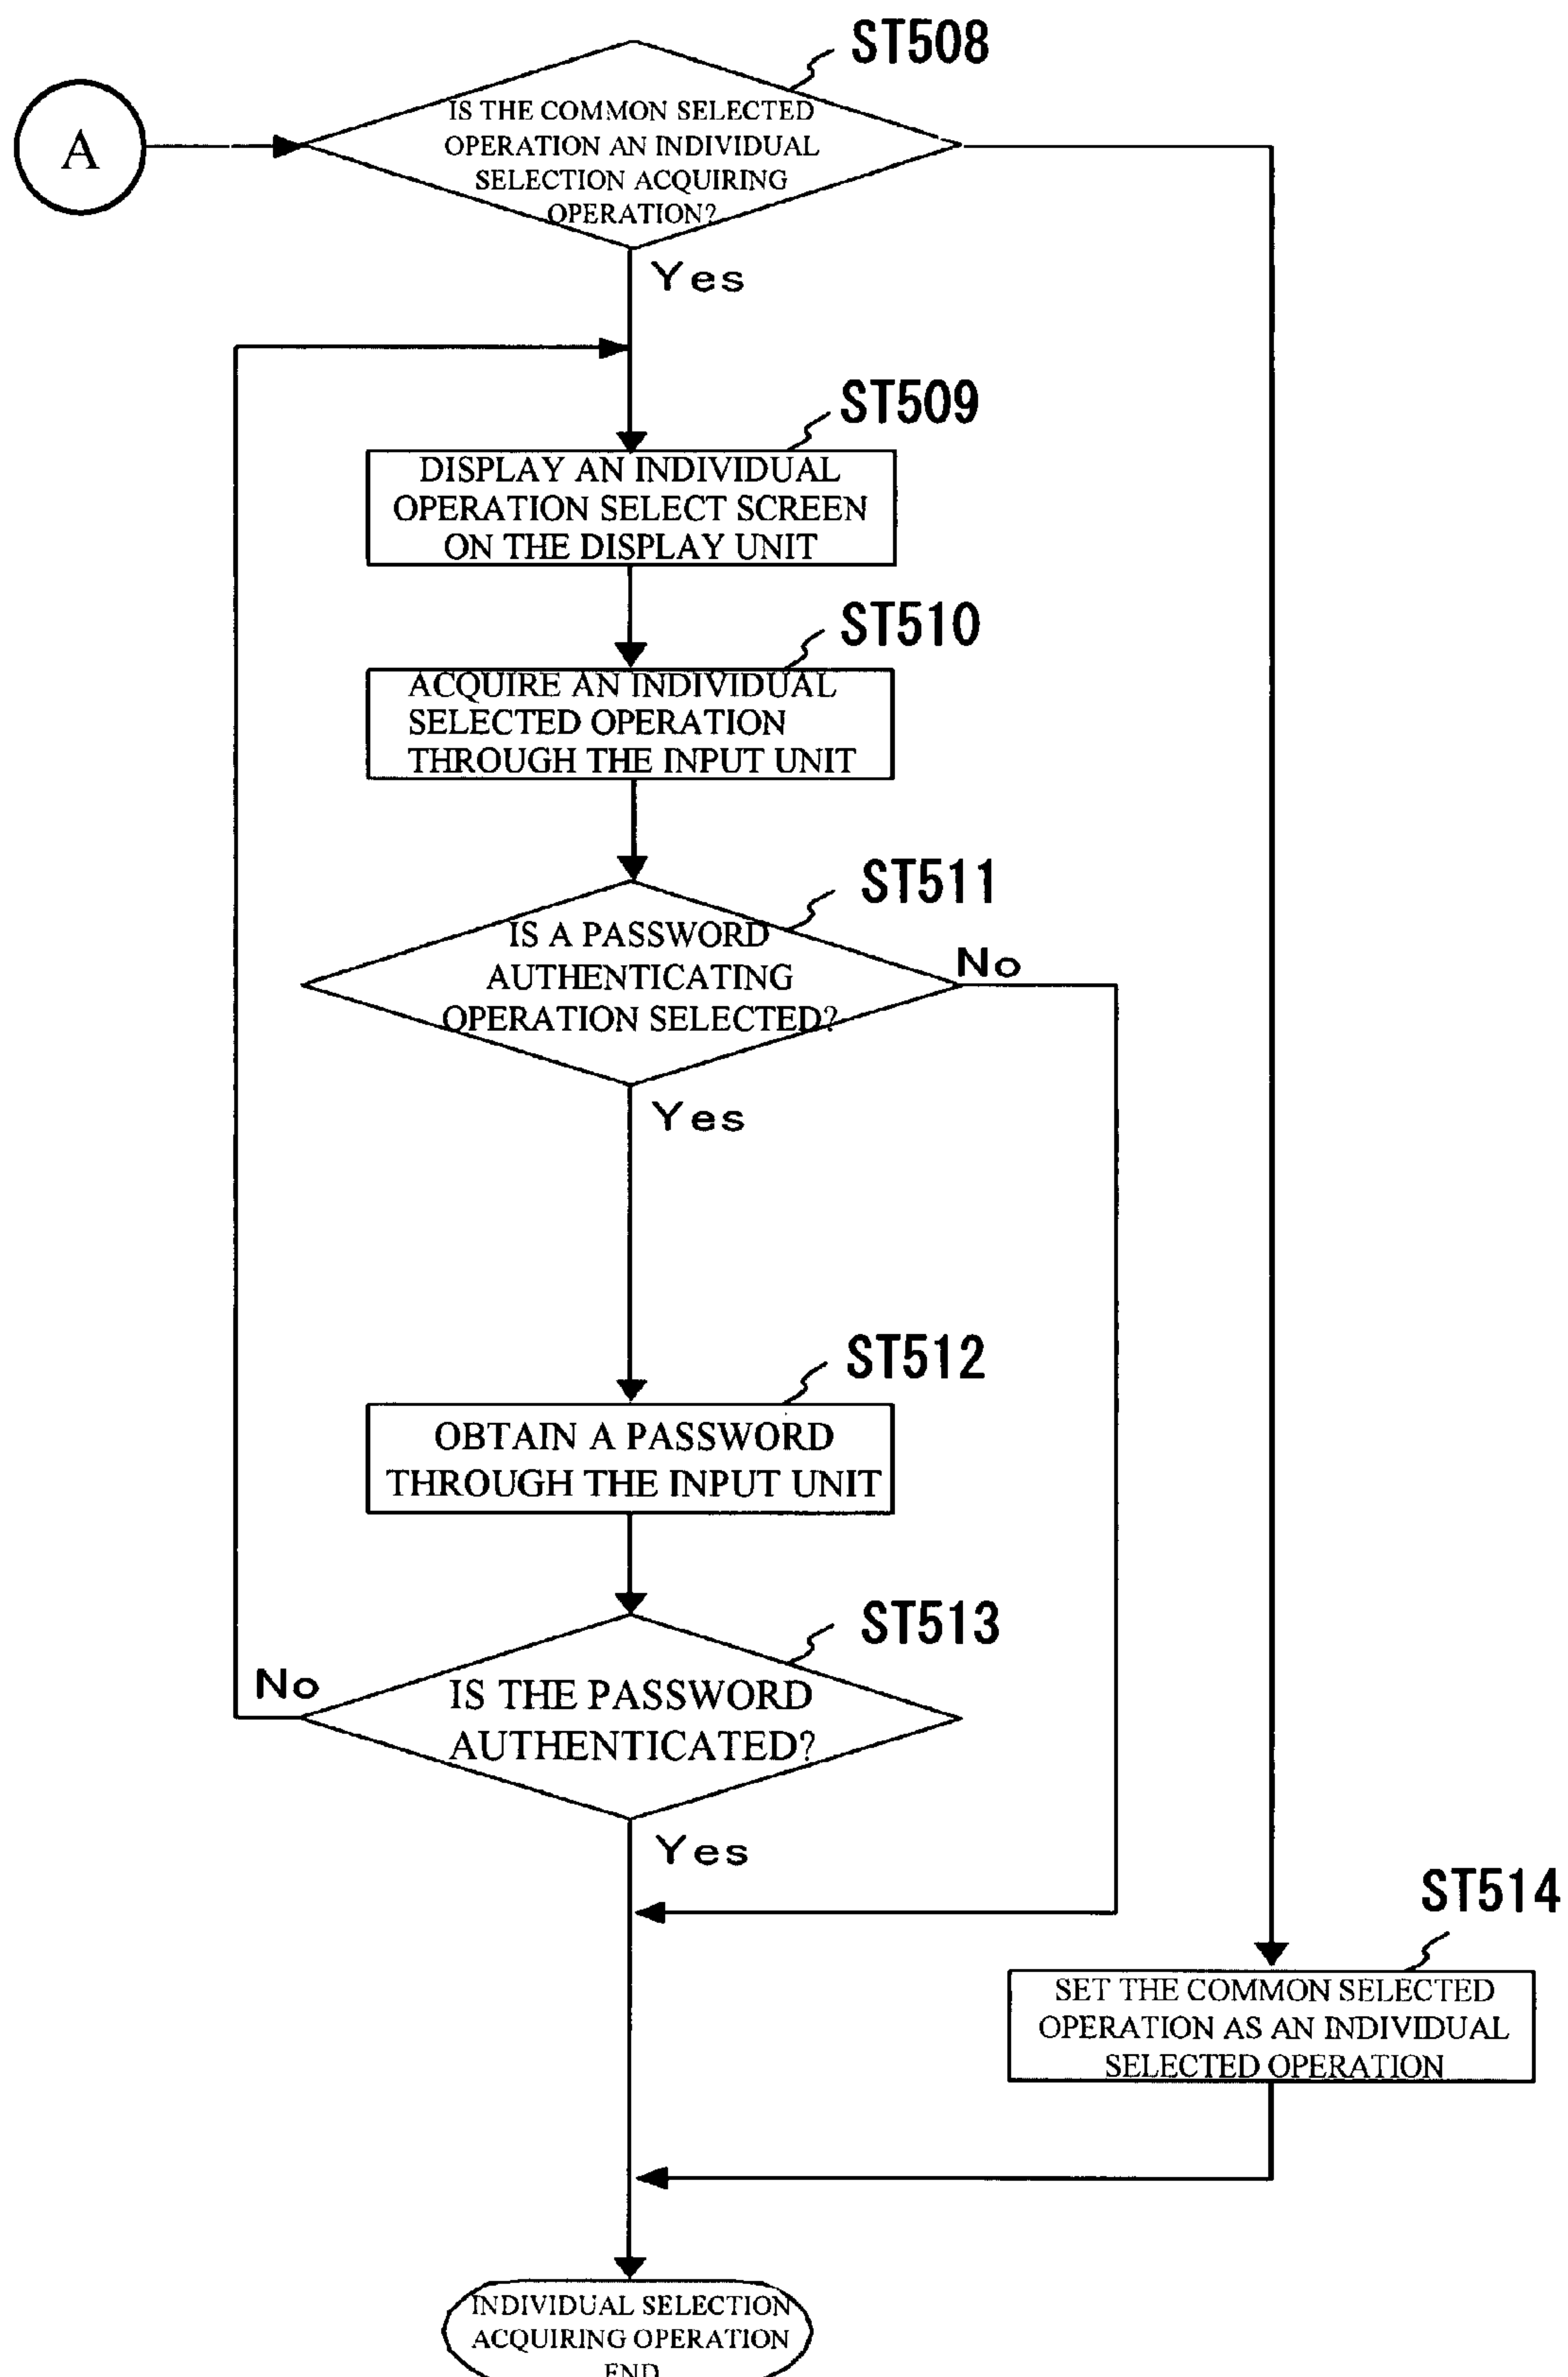 ST508
A
IS THE COMMON SELECTED
OPERATION AN INDIVIDUAL
SELECTION ACQUIRING
OPERATION?
Yes
ST509
DISPLAY AN INDIVIDUAL
OPERATION SELECT SCREEN
ON THE DISPLAY UNIT
ST510
ACQUIRE AN INDIVIDUAL
SELECTED OPERATION
THROUGH THE INPUT UNIT
ST511
IS A PASSWORD
AUTHENTICATING
OPERATION SELECTED?
No
Yes
ST512
OBTAIN A PASSWORD
THROUGH THE INPUT UNIT
ST513
No
IS THE PASSWORD
AUTHENTICATED?
Yes
ST514
SET THE COMMON SELECTED
OPERATION AS AN INDIVIDUAL
SELECTED OPERATION
INDIVIDUAL SELECTION
ACQUIRING OPERATION
END